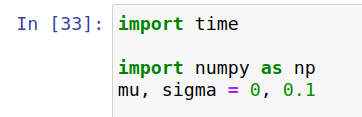 In [33]: import time
import numpy as np
mu, sigma = 0, 0.1